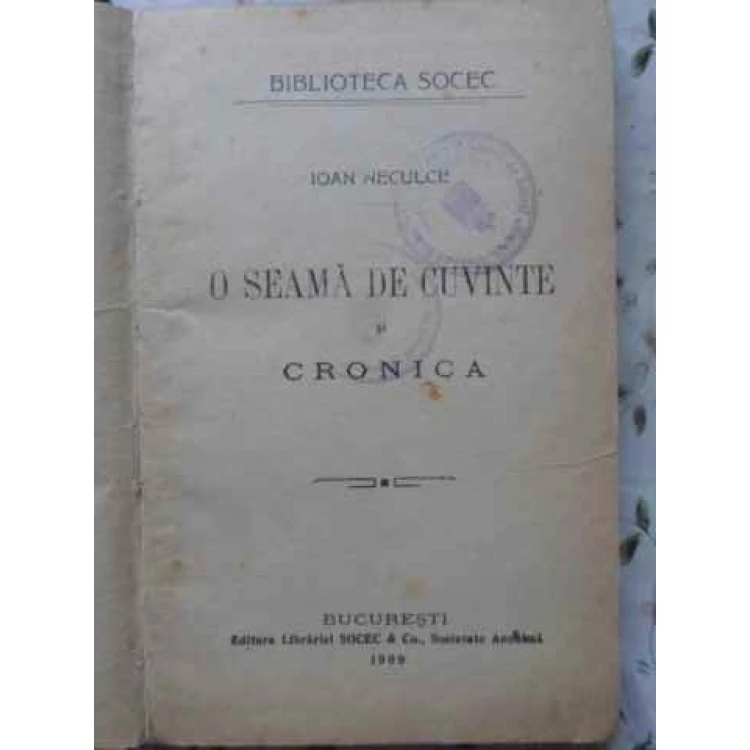 BIBLIOTECA SOCEC
IOAN NECULCE
O SEAMĂ DE CUVINTE
și
CRONICA
BUCUREȘTI
Editura Librăriei SOCEC & Co., Societate Anonimă
1909